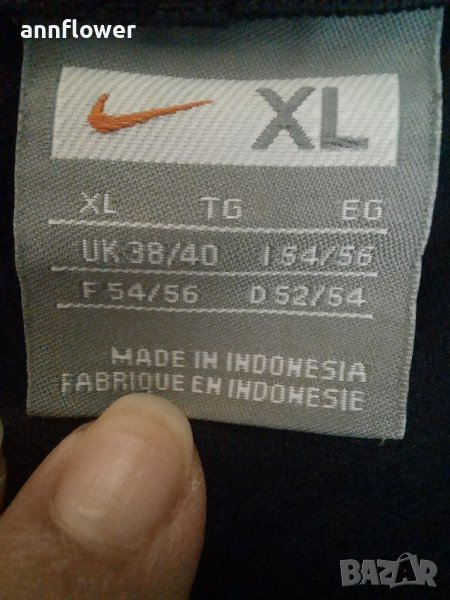 annflower
XL
XL TG EG
UK 38/40 I 54/56
F 54/56 D 52/54
MADE IN INDONESIA
FABRIQUE EN INDONESIE
BAZAR